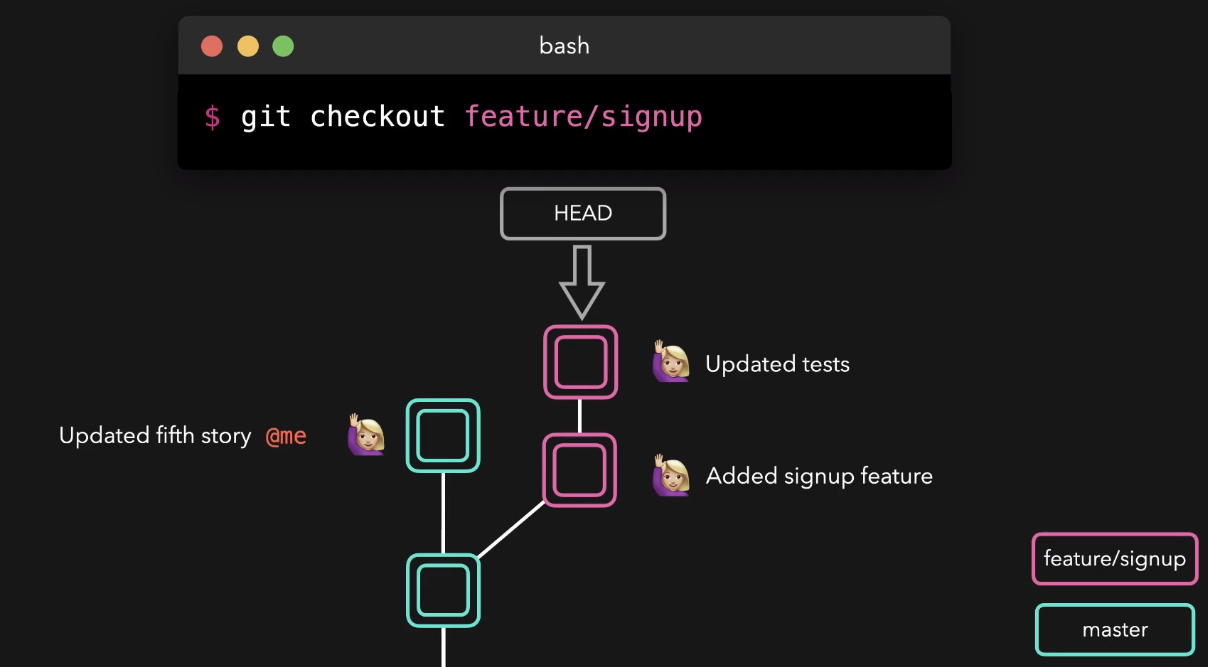 bash
$ git checkout feature/signup
HEAD
Updated tests
Updated fifth story @me
Added signup feature
feature/signup
master